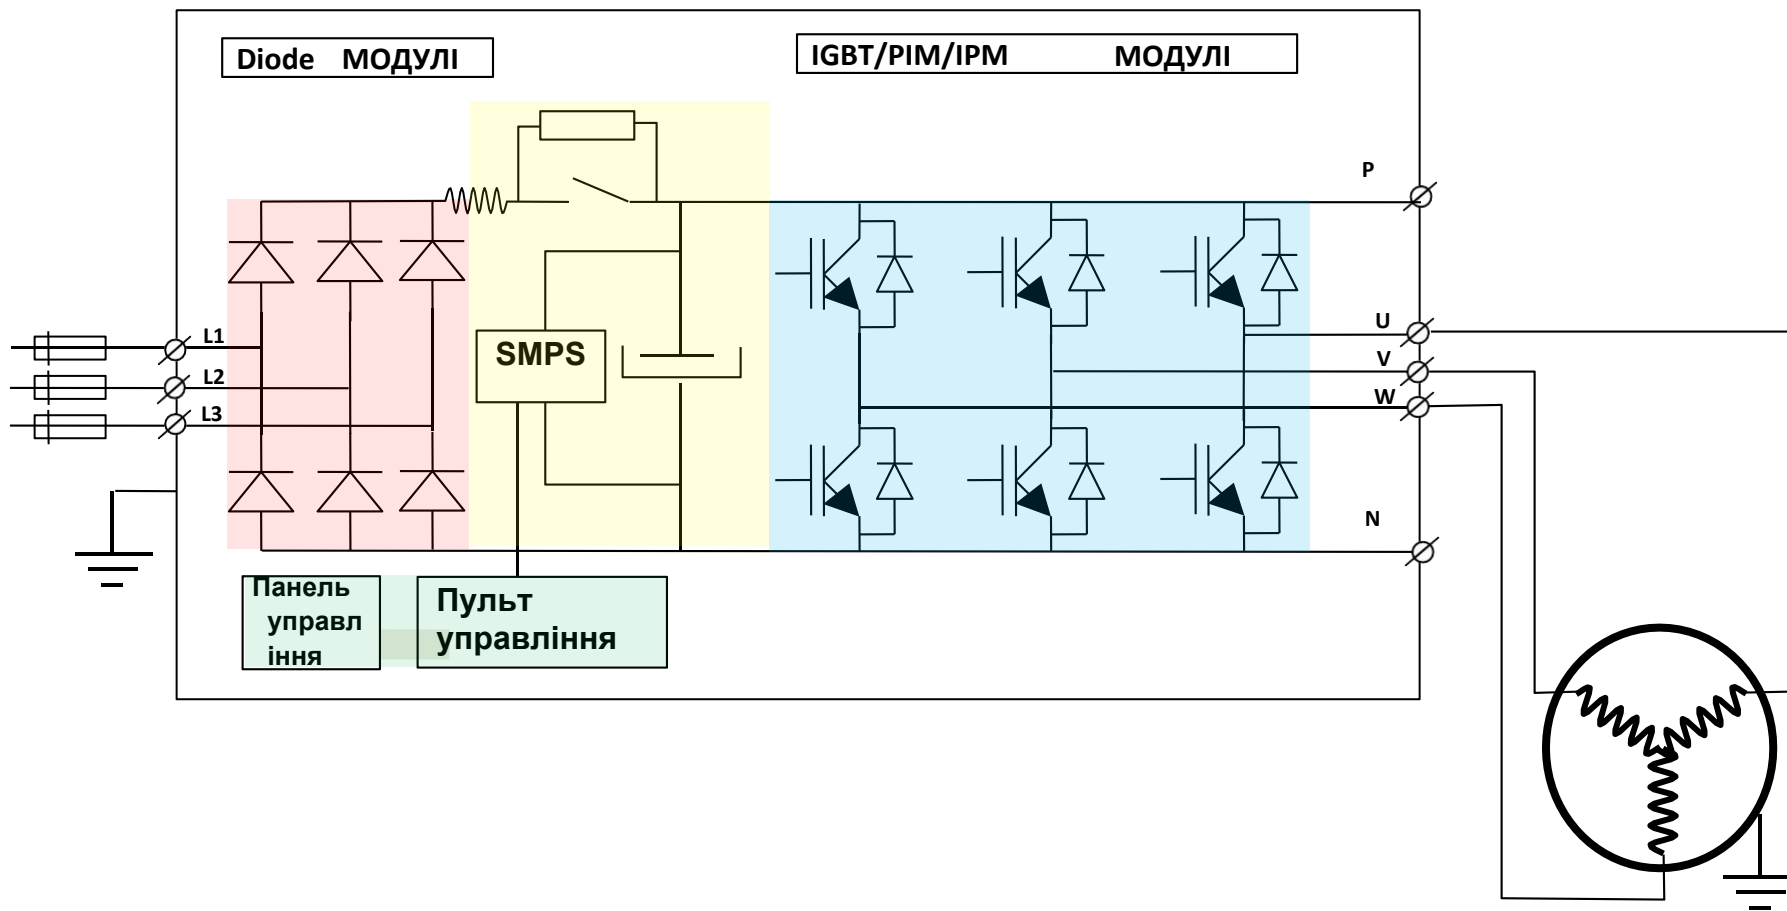 Diode МОДУЛІ
IGBT/PIM/IPM МОДУЛІ
P
L1
L2
L3
SMPS
U
V
W
N
Панель
управл
іння
Пульт
управління